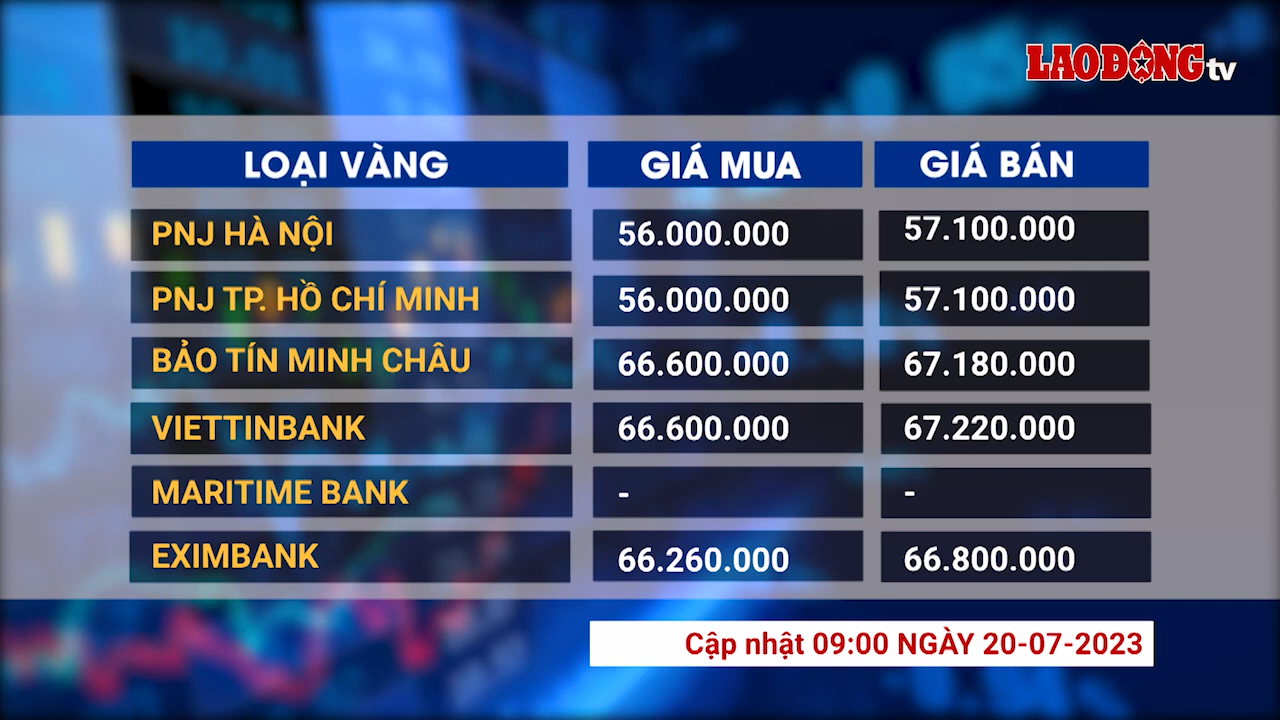 LAO ĐỘNG tv
LOẠI VÀNG GIÁ MUA GIÁ BÁN
PNJ HÀ NỘI 56.000.000 57.100.000
PNJ TP. HỒ CHÍ MINH 56.000.000 57.100.000
BẢO TÍN MINH CHÂU 66.600.000 67.180.000
VIETTINBANK 66.600.000 67.220.000
MARITIME BANK - -
EXIMBANK 66.260.000 66.800.000
Cập nhật 09:00 NGÀY 20-07-2023